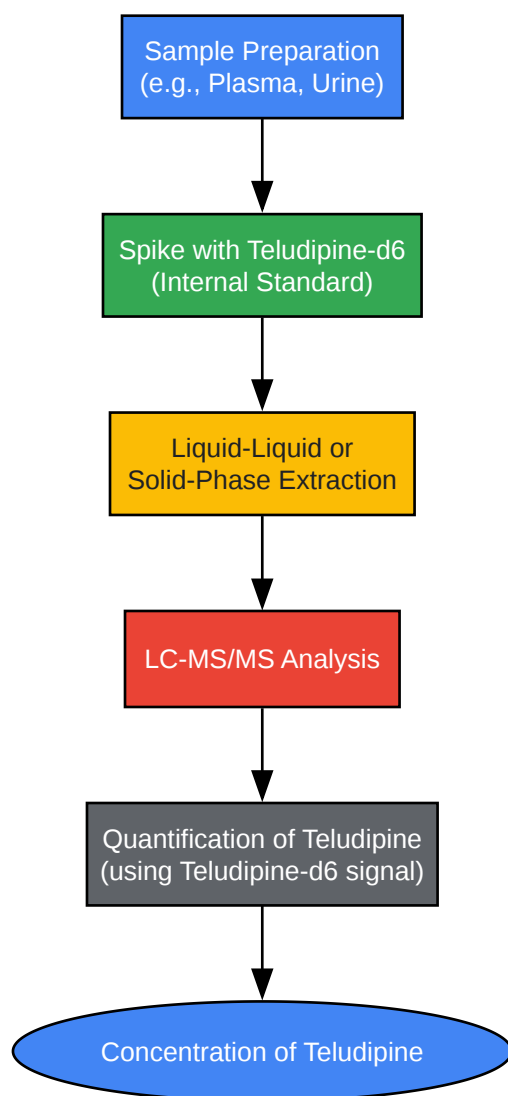 Sample Preparation
(e.g., Plasma, Urine)
Spike with Teludipine-d6
(Internal Standard)
Liquid-Liquid or
Solid-Phase Extraction
LC-MS/MS Analysis
Quantification of Teludipine
(using Teludipine-d6 signal)
Concentration of Teludipine